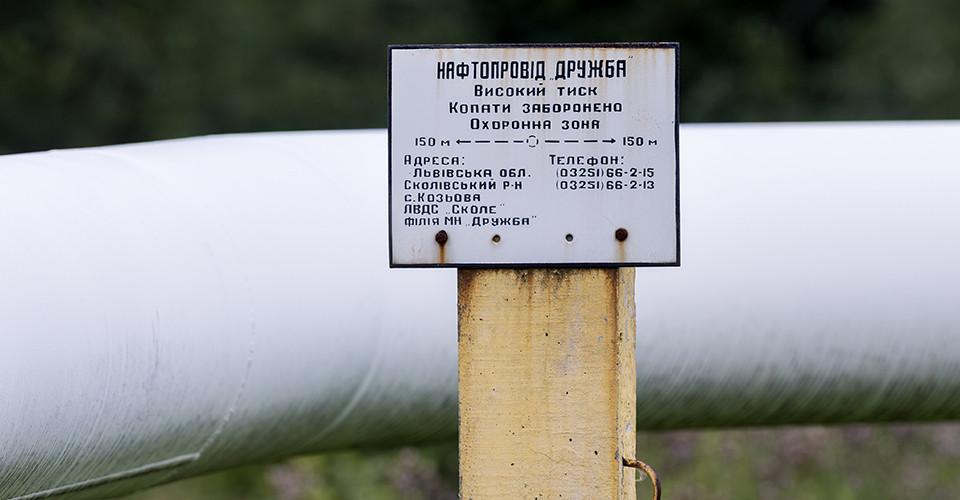 Нафтопровід „Дружба"
Високий тиск
Копати заборонено
Охоронна зона
150 м 150 м
Адреса:
Львівська обл.
Сколівський р-н
с. Козьова
ЛВДС „Сколе"
філія МН „Дружба"
Телефон:
(03251) 66-2-15
(03251) 66-2-13